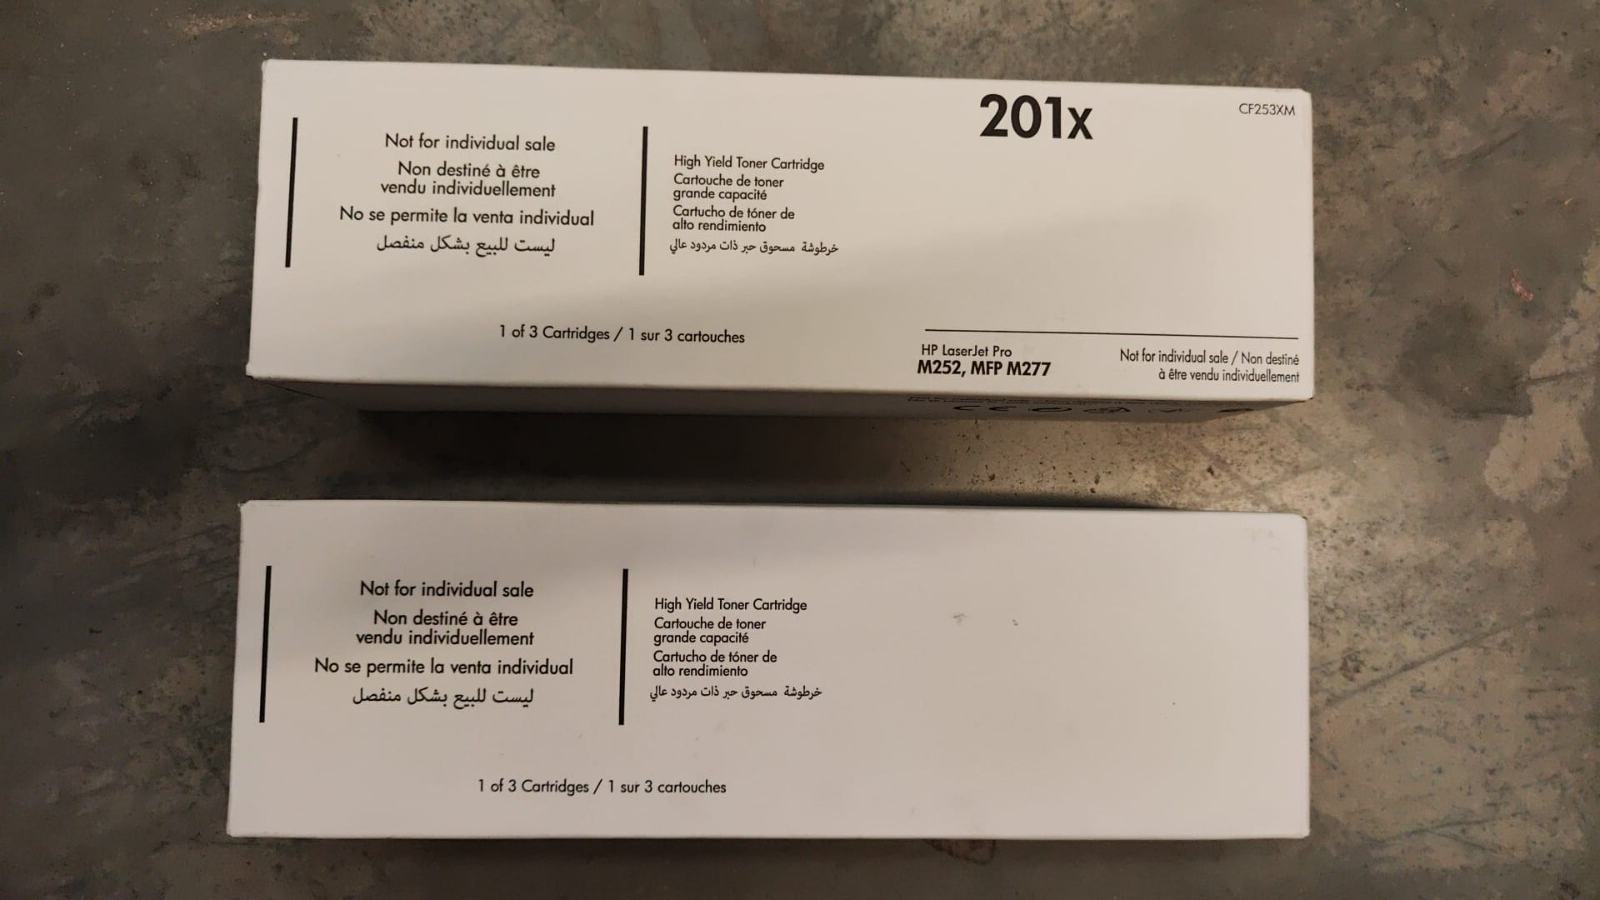 201x
CF253XM
Not for individual sale
Non destiné à être
vendu individuellement
No se permite la venta individual
ليست للبيع بشكل منفصل
High Yield Toner Cartridge
Cartouche de toner
grande capacité
Cartucho de tóner de
alto rendimiento
خرطوشة مسحوق حبر ذات مردود عالي
1 of 3 Cartridges / 1 sur 3 cartouches
HP LaserJet Pro
M252, MFP M277
Not for individual sale / Non destiné
à être vendu individuellement
Not for individual sale
Non destiné à être
vendu individuellement
No se permite la venta individual
ليست للبيع بشكل منفصل
High Yield Toner Cartridge
Cartouche de toner
grande capacité
Cartucho de tóner de
alto rendimiento
خرطوشة مسحوق حبر ذات مردود عالي
1 of 3 Cartridges / 1 sur 3 cartouches